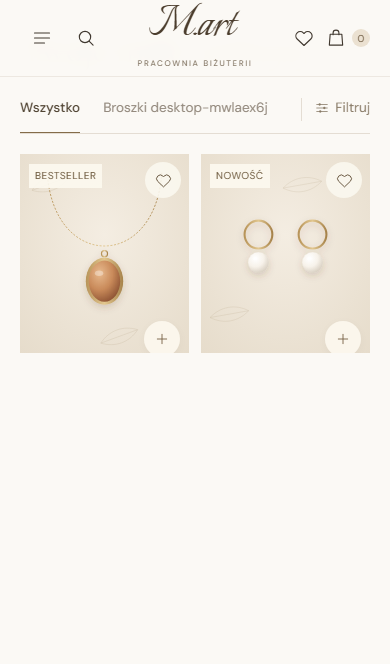 M.art
PRACOWNIA BIŻUTERII
0
Wszystko
Broszki desktop-mwlaex6j
Filtruj
BESTSELLER
NOWOŚĆ